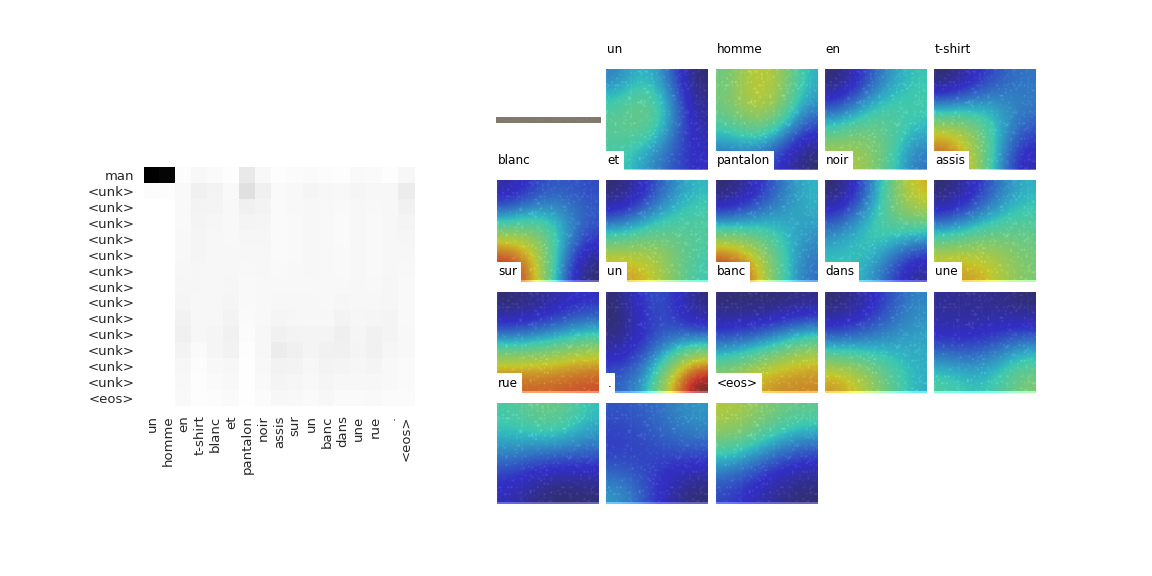 man
<unk>
<unk>
<unk>
<unk>
<unk>
<unk>
<unk>
<unk>
<unk>
<unk>
<unk>
<unk>
<unk>
<eos>
un
homme
en
t-shirt
blanc
et
pantalon
noir
assis
sur
un
banc
dans
une
rue
.
<eos>
un homme en t-shirt
blanc et pantalon noir assis
sur un banc dans une
rue . <eos>